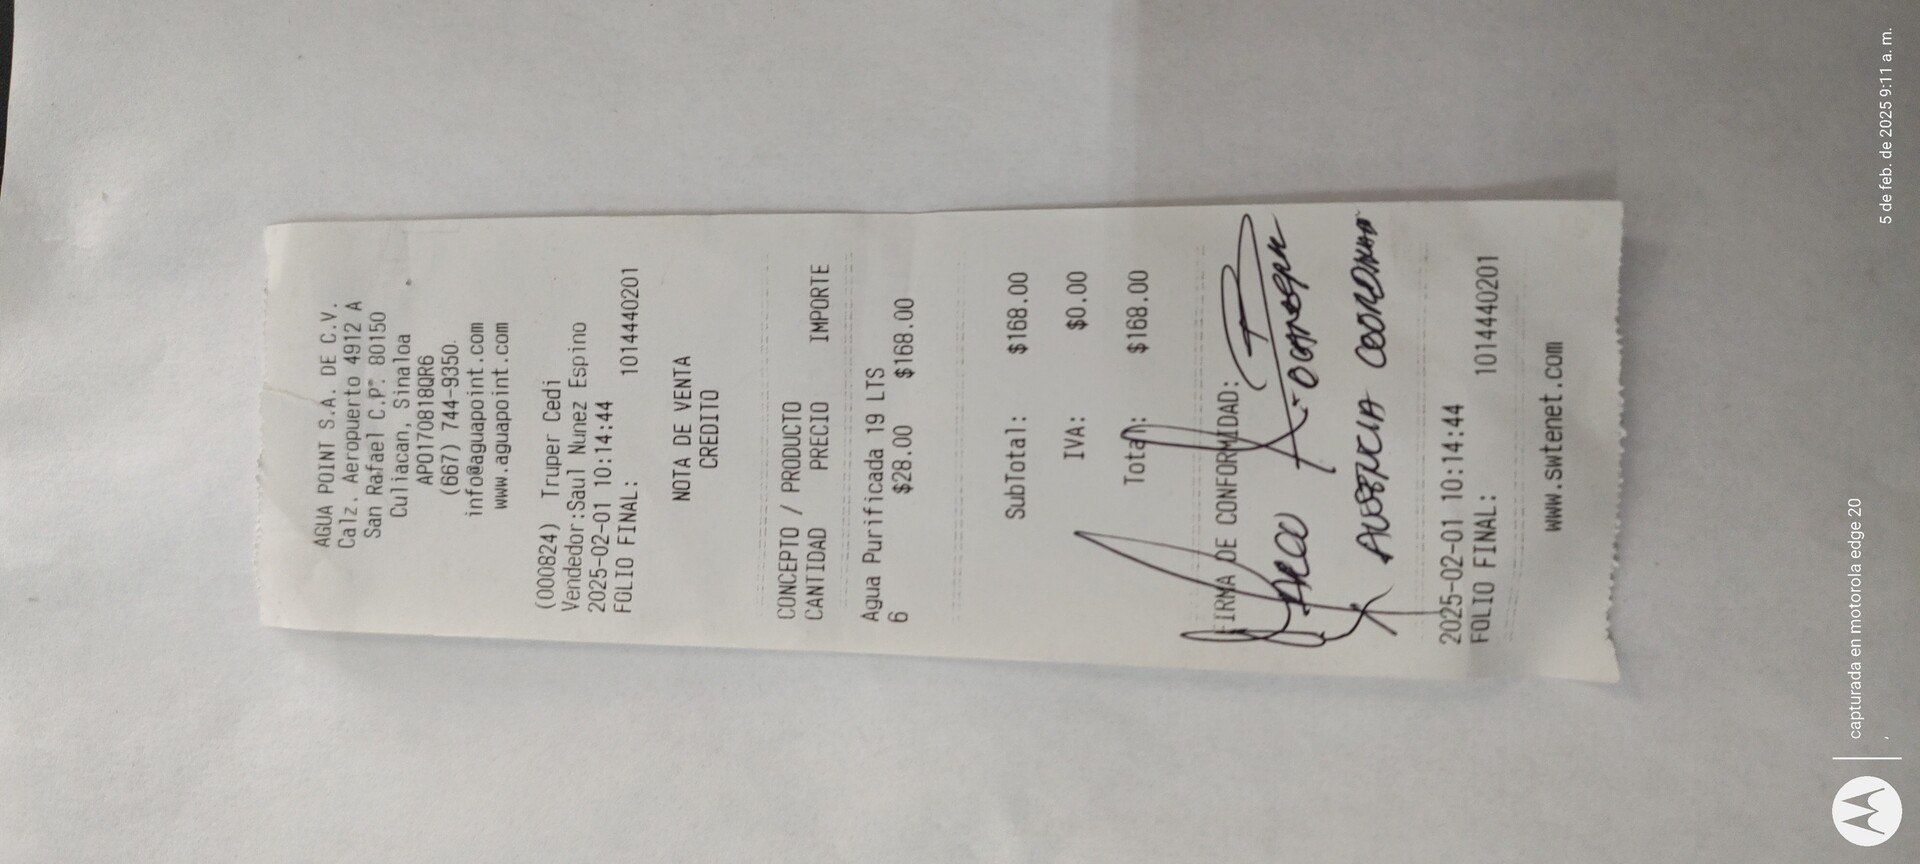 AGUA POINT S.A. DE C.V.
Calz. Aeropuerto 4912 A
San Rafael C.P. 80150
Culiacan, Sinaloa
APO170818QR6
(667) 744-9350
info@aguapoint.com
www.aguapoint.com
(000824) Truper Cedi
Vendedor:Saul Nunez Espino
2025-02-01 10:14:44
FOLIO FINAL: 1014440201
NOTA DE VENTA
CREDITO
CONCEPTO / PRODUCTO
CANTIDAD PRECIO IMPORTE
Agua Purificada 19 LTS
6 $28.00 $168.00
SubTotal: $168.00
IVA: $0.00
Total: $168.00
FIRMA DE CONFORMIDAD:
AUSENCIA
2025-02-01 10:14:44
FOLIO FINAL: 1014440201
www.swtenet.com
capturada en motorola edge 20
5 de feb. de 2025 9:11 a. m.